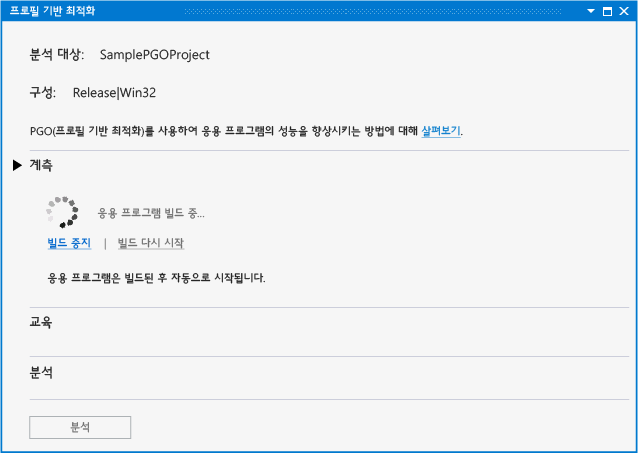 프로필 기반 최적화
분석 대상: SamplePGOProject
구성: Release|Win32
PGO(프로필 기반 최적화)를 사용하여 응용 프로그램의 성능을 향상시키는 방법에 대해 살펴보기.
계측
응용 프로그램 빌드 중...
빌드 중지 | 빌드 다시 시작
응용 프로그램은 빌드된 후 자동으로 시작됩니다.
교육
분석
분석